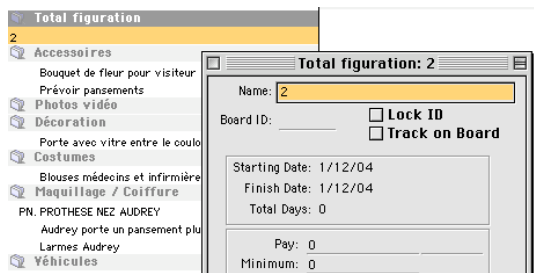 Total figuration
2
Accessoires
Bouquet de fleur pour visiteur
Prévoir pansements
Photos vidéo
Décoration
Porte avec vitre entre le coulo
Costumes
Blouses médecins et infirmière
Maquillage / Coiffure
PN. PROTHESE NEZ AUDREY
Audrey porte un pansement plu
Larmes Audrey
Véhicules
Total figuration: 2
Name: 2
Board ID:
Lock ID
Track on Board
Starting Date: 1/12/04
Finish Date: 1/12/04
Total Days: 0
Pay: 0
Minimum: 0